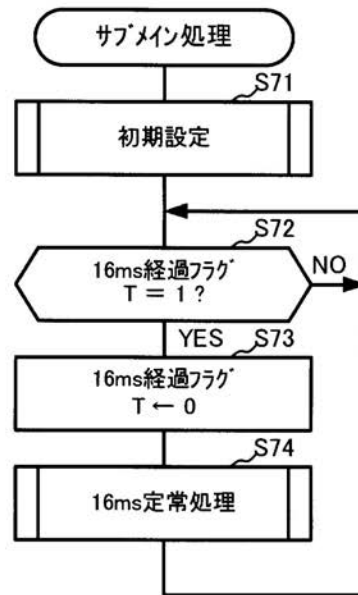 サブメイン処理
S71
初期設定
S72
16ms経過フラグ
T = 1 ?
NO
YES
S73
16ms経過フラグ
T ← 0
S74
16ms定常処理